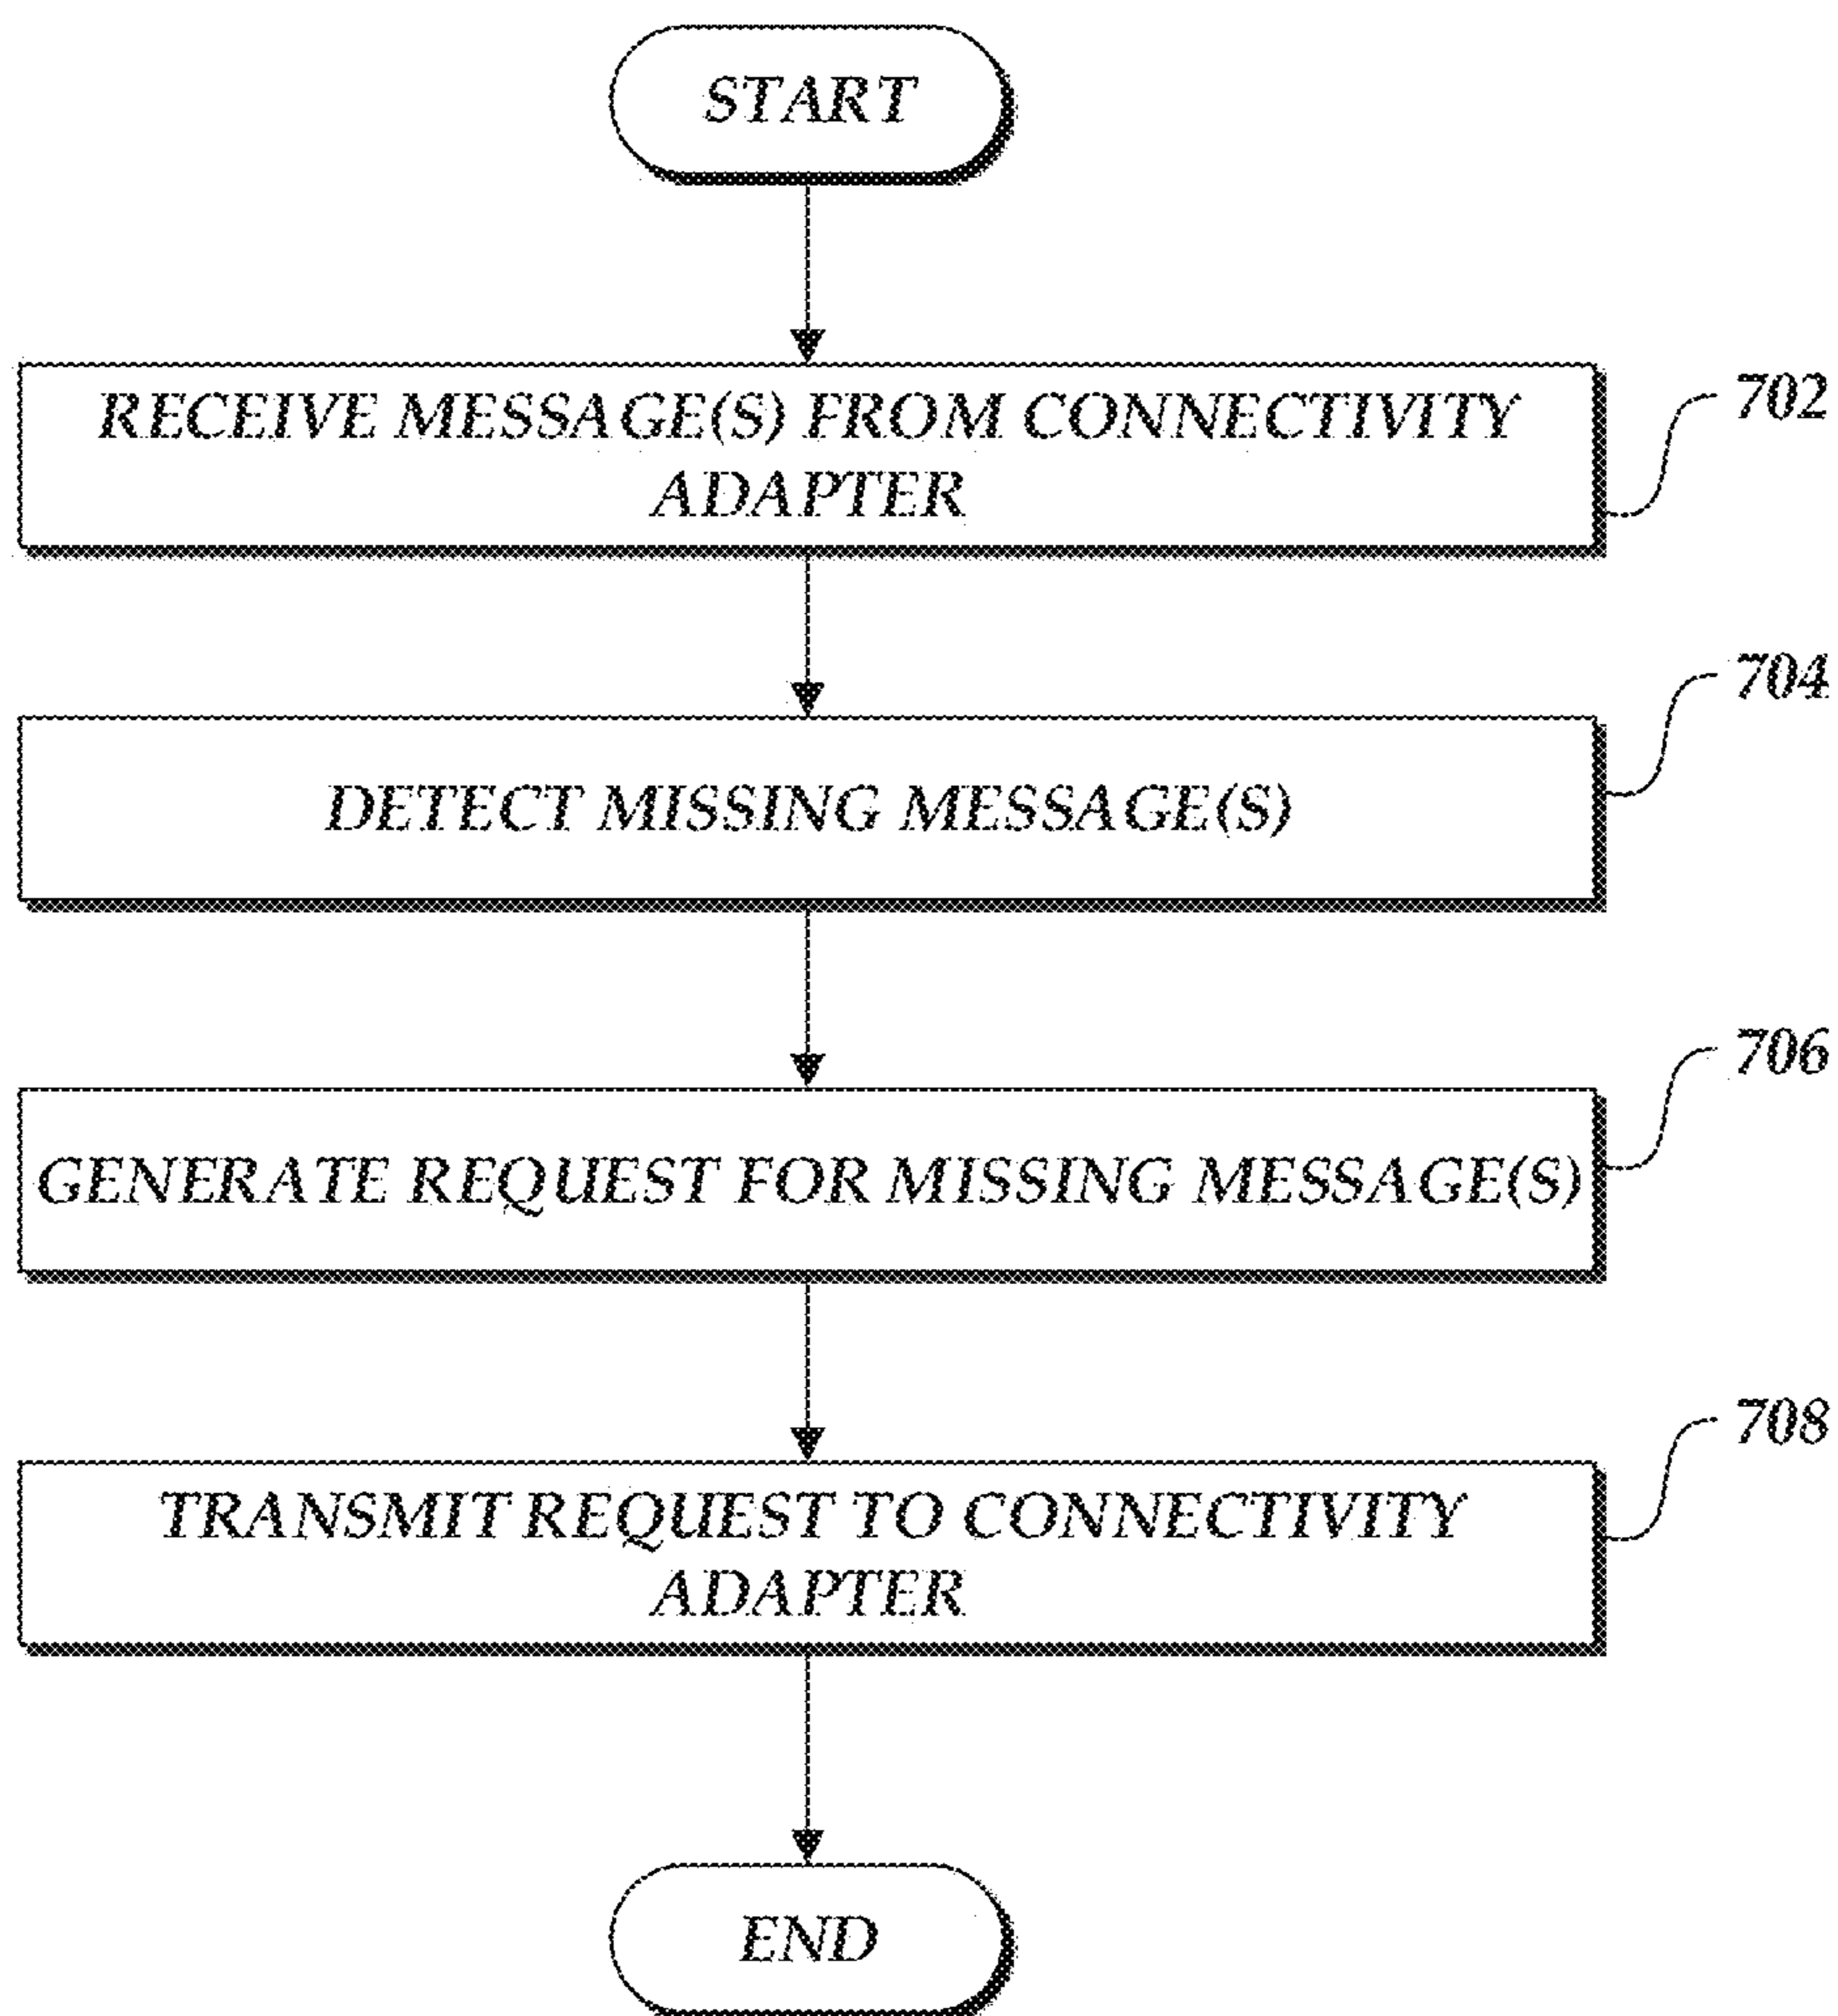 START
RECEIVE MESSAGE(S) FROM CONNECTIVITY
ADAPTER
702
DETECT MISSING MESSAGE(S)
704
GENERATE REQUEST FOR MISSING MESSAGE(S)
706
TRANSMIT REQUEST TO CONNECTIVITY
ADAPTER
708
END